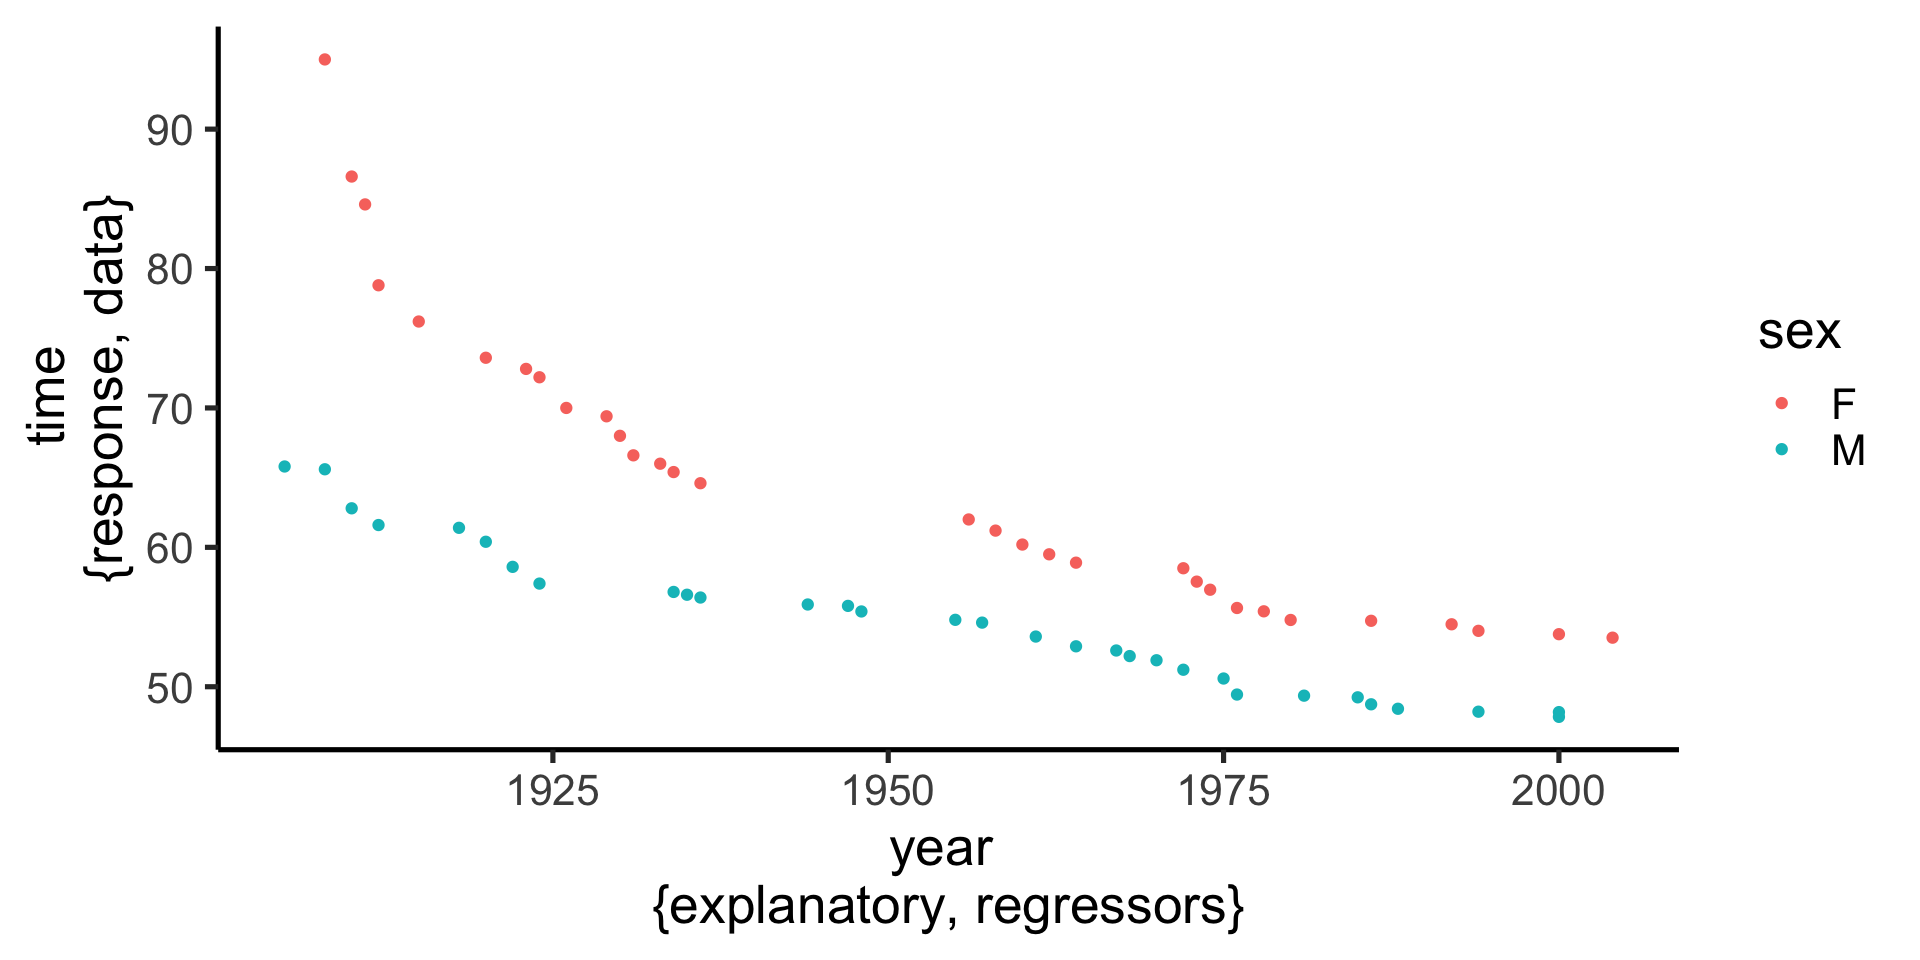 90
80
70
60
50
time
{response, data}
1925 1950 1975 2000
year
{explanatory, regressors}
sex
F
M